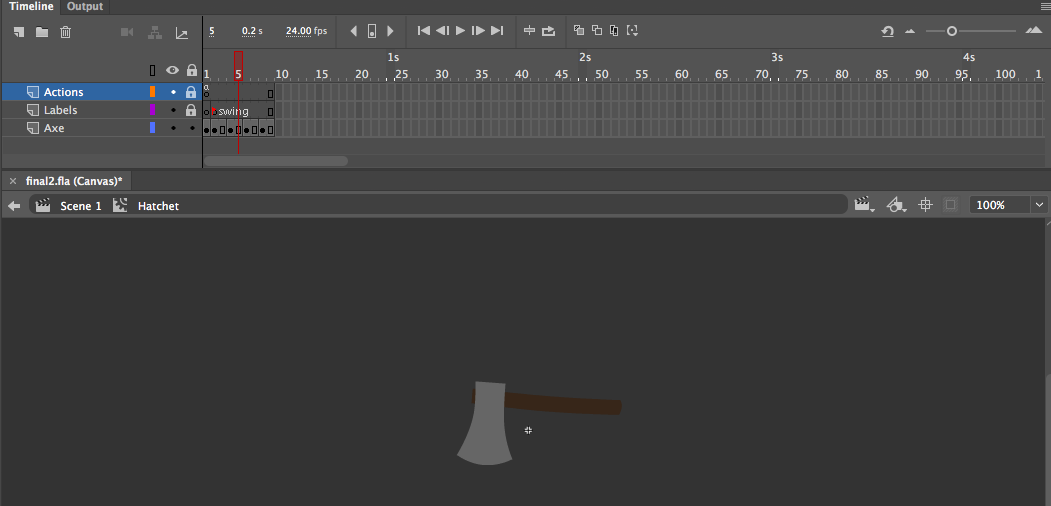 Timeline Output
5 0.2 s 24.00 fps
1s 2s 3s 4s
1 5 10 15 20 25 30 35 40 45 50 55 60 65 70 75 80 85 90 95 100 1
Actions
a
Labels swing
Axe
× final2.fla (Canvas)*
Scene 1 Hatchet 100%